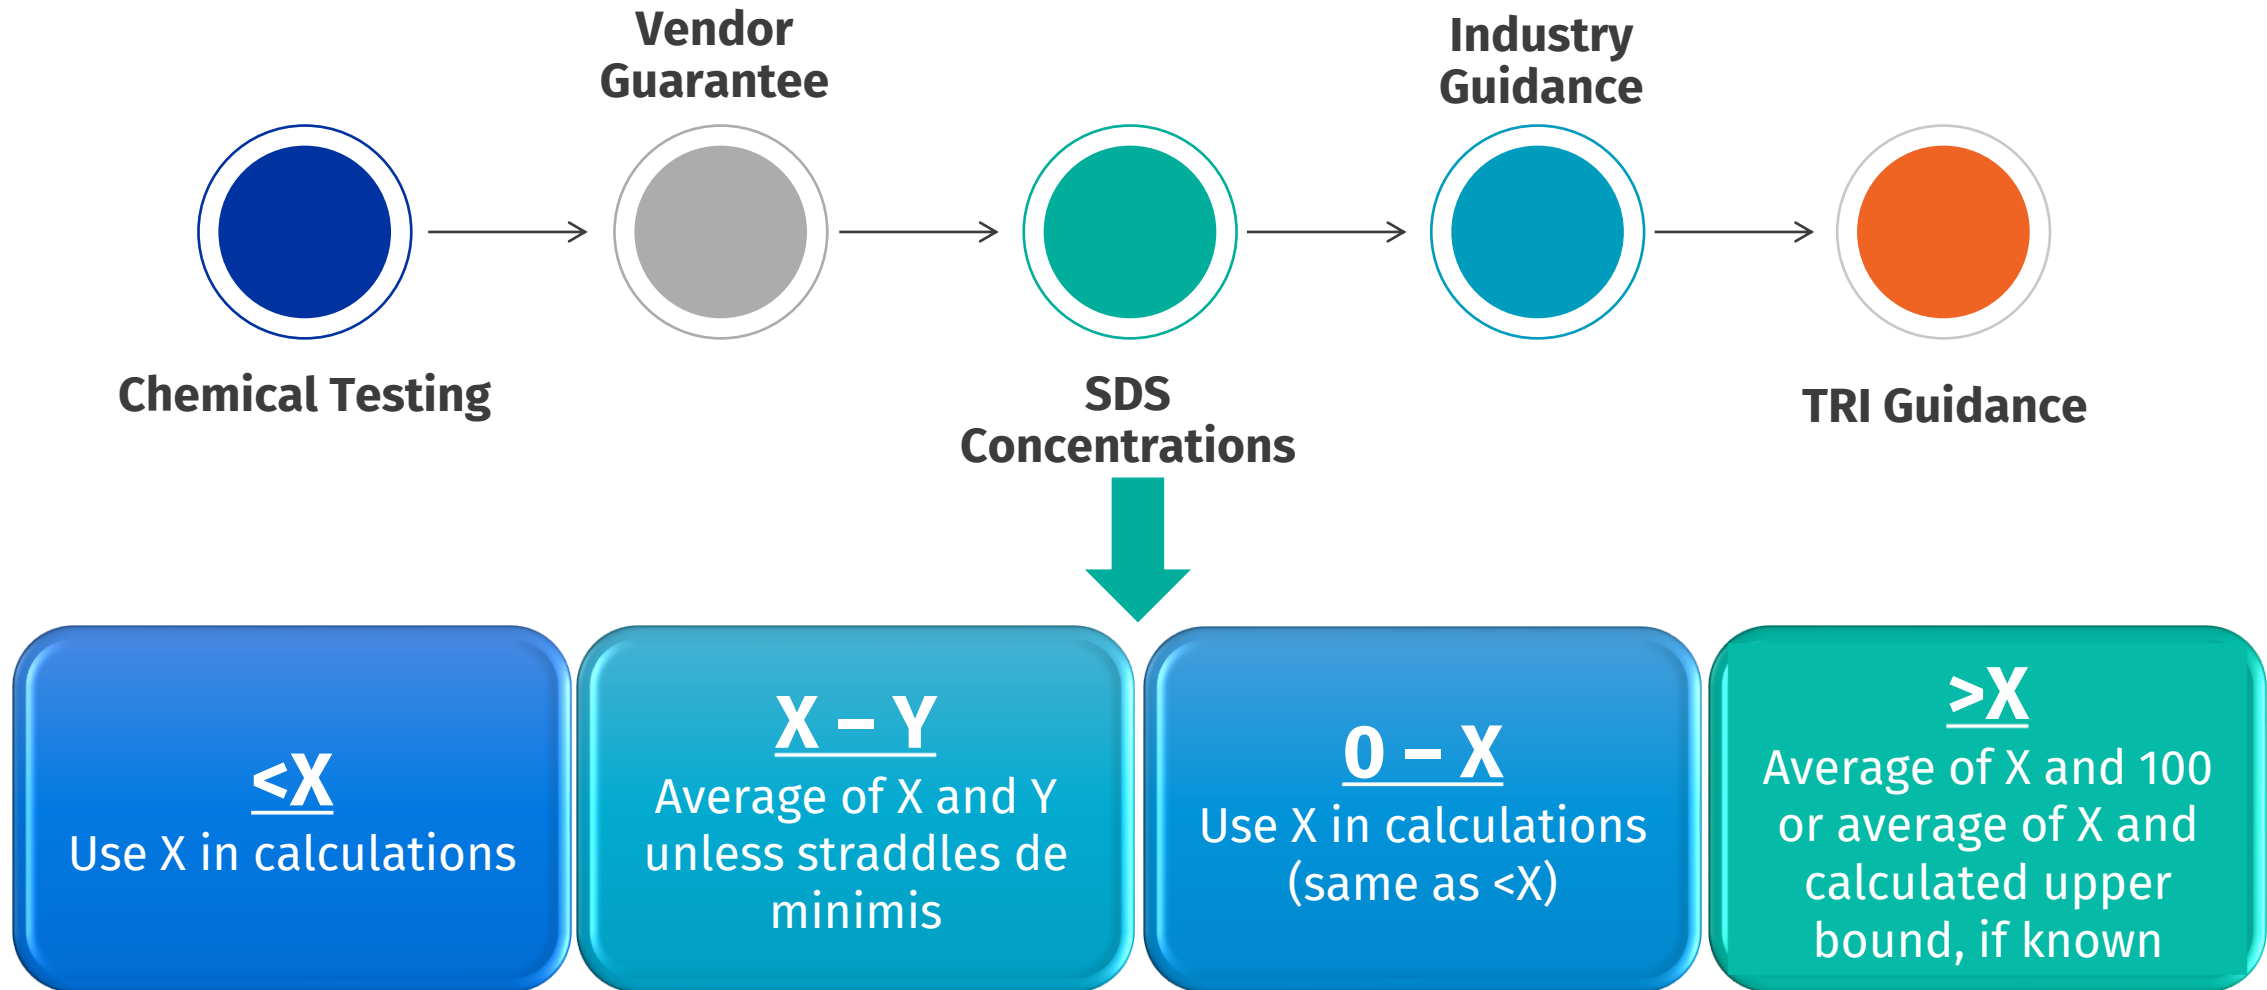 Vendor
Guarantee
Industry
Guidance
Chemical Testing
SDS
Concentrations
TRI Guidance
<X
Use X in calculations
X – Y
Average of X and Y
unless straddles de
minimis
0 – X
Use X in calculations
(same as <X)
>X
Average of X and 100
or average of X and
calculated upper
bound, if known